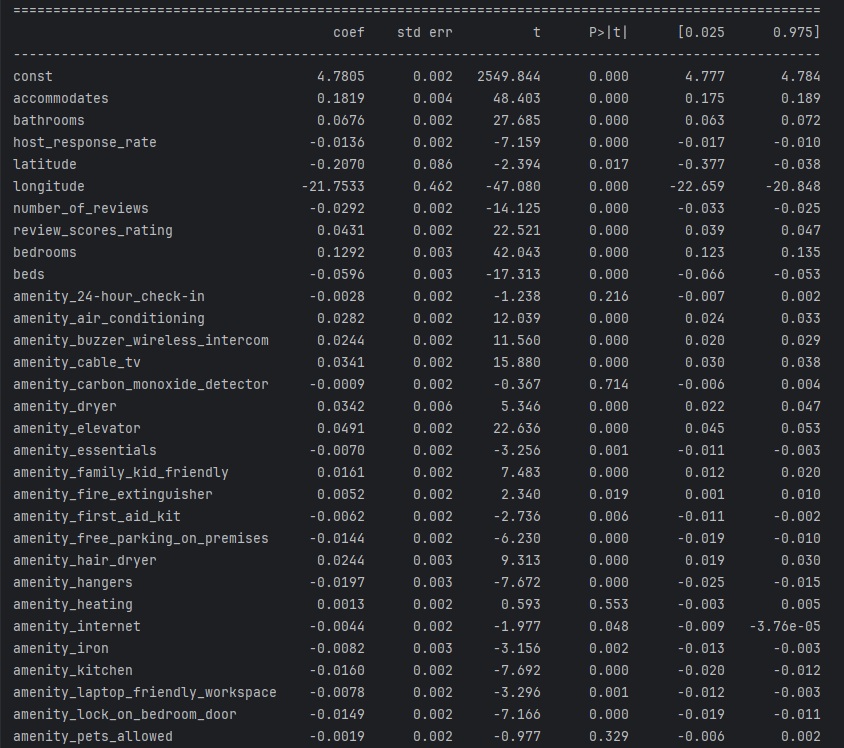 ====================================================================================================
coef std err t P>|t| [0.025 0.975]
----------------------------------------------------------------------------------------------------
const 4.7805 0.002 2549.844 0.000 4.777 4.784
accommodates 0.1819 0.004 48.403 0.000 0.175 0.189
bathrooms 0.0676 0.002 27.685 0.000 0.063 0.072
host_response_rate -0.0136 0.002 -7.159 0.000 -0.017 -0.010
latitude -0.2070 0.086 -2.394 0.017 -0.377 -0.038
longitude -21.7533 0.462 -47.080 0.000 -22.659 -20.848
number_of_reviews -0.0292 0.002 -14.125 0.000 -0.033 -0.025
review_scores_rating 0.0431 0.002 22.521 0.000 0.039 0.047
bedrooms 0.1292 0.003 42.043 0.000 0.123 0.135
beds -0.0596 0.003 -17.313 0.000 -0.066 -0.053
amenity_24-hour_check-in -0.0028 0.002 -1.238 0.216 -0.007 0.002
amenity_air_conditioning 0.0282 0.002 12.039 0.000 0.024 0.033
amenity_buzzer_wireless_intercom 0.0244 0.002 11.560 0.000 0.020 0.029
amenity_cable_tv 0.0341 0.002 15.880 0.000 0.030 0.038
amenity_carbon_monoxide_detector -0.0009 0.002 -0.367 0.714 -0.006 0.004
amenity_dryer 0.0342 0.006 5.346 0.000 0.022 0.047
amenity_elevator 0.0491 0.002 22.636 0.000 0.045 0.053
amenity_essentials -0.0070 0.002 -3.256 0.001 -0.011 -0.003
amenity_family_kid_friendly 0.0161 0.002 7.483 0.000 0.012 0.020
amenity_fire_extinguisher 0.0052 0.002 2.340 0.019 0.001 0.010
amenity_first_aid_kit -0.0062 0.002 -2.736 0.006 -0.011 -0.002
amenity_free_parking_on_premises -0.0144 0.002 -6.230 0.000 -0.019 -0.010
amenity_hair_dryer 0.0244 0.003 9.313 0.000 0.019 0.030
amenity_hangers -0.0197 0.003 -7.672 0.000 -0.025 -0.015
amenity_heating 0.0013 0.002 0.593 0.553 -0.003 0.005
amenity_internet -0.0044 0.002 -1.977 0.048 -0.009 -3.76e-05
amenity_iron -0.0082 0.003 -3.156 0.002 -0.013 -0.003
amenity_kitchen -0.0160 0.002 -7.692 0.000 -0.020 -0.012
amenity_laptop_friendly_workspace -0.0078 0.002 -3.296 0.001 -0.012 -0.003
amenity_lock_on_bedroom_door -0.0149 0.002 -7.166 0.000 -0.019 -0.011
amenity_pets_allowed -0.0019 0.002 -0.977 0.329 -0.006 0.002